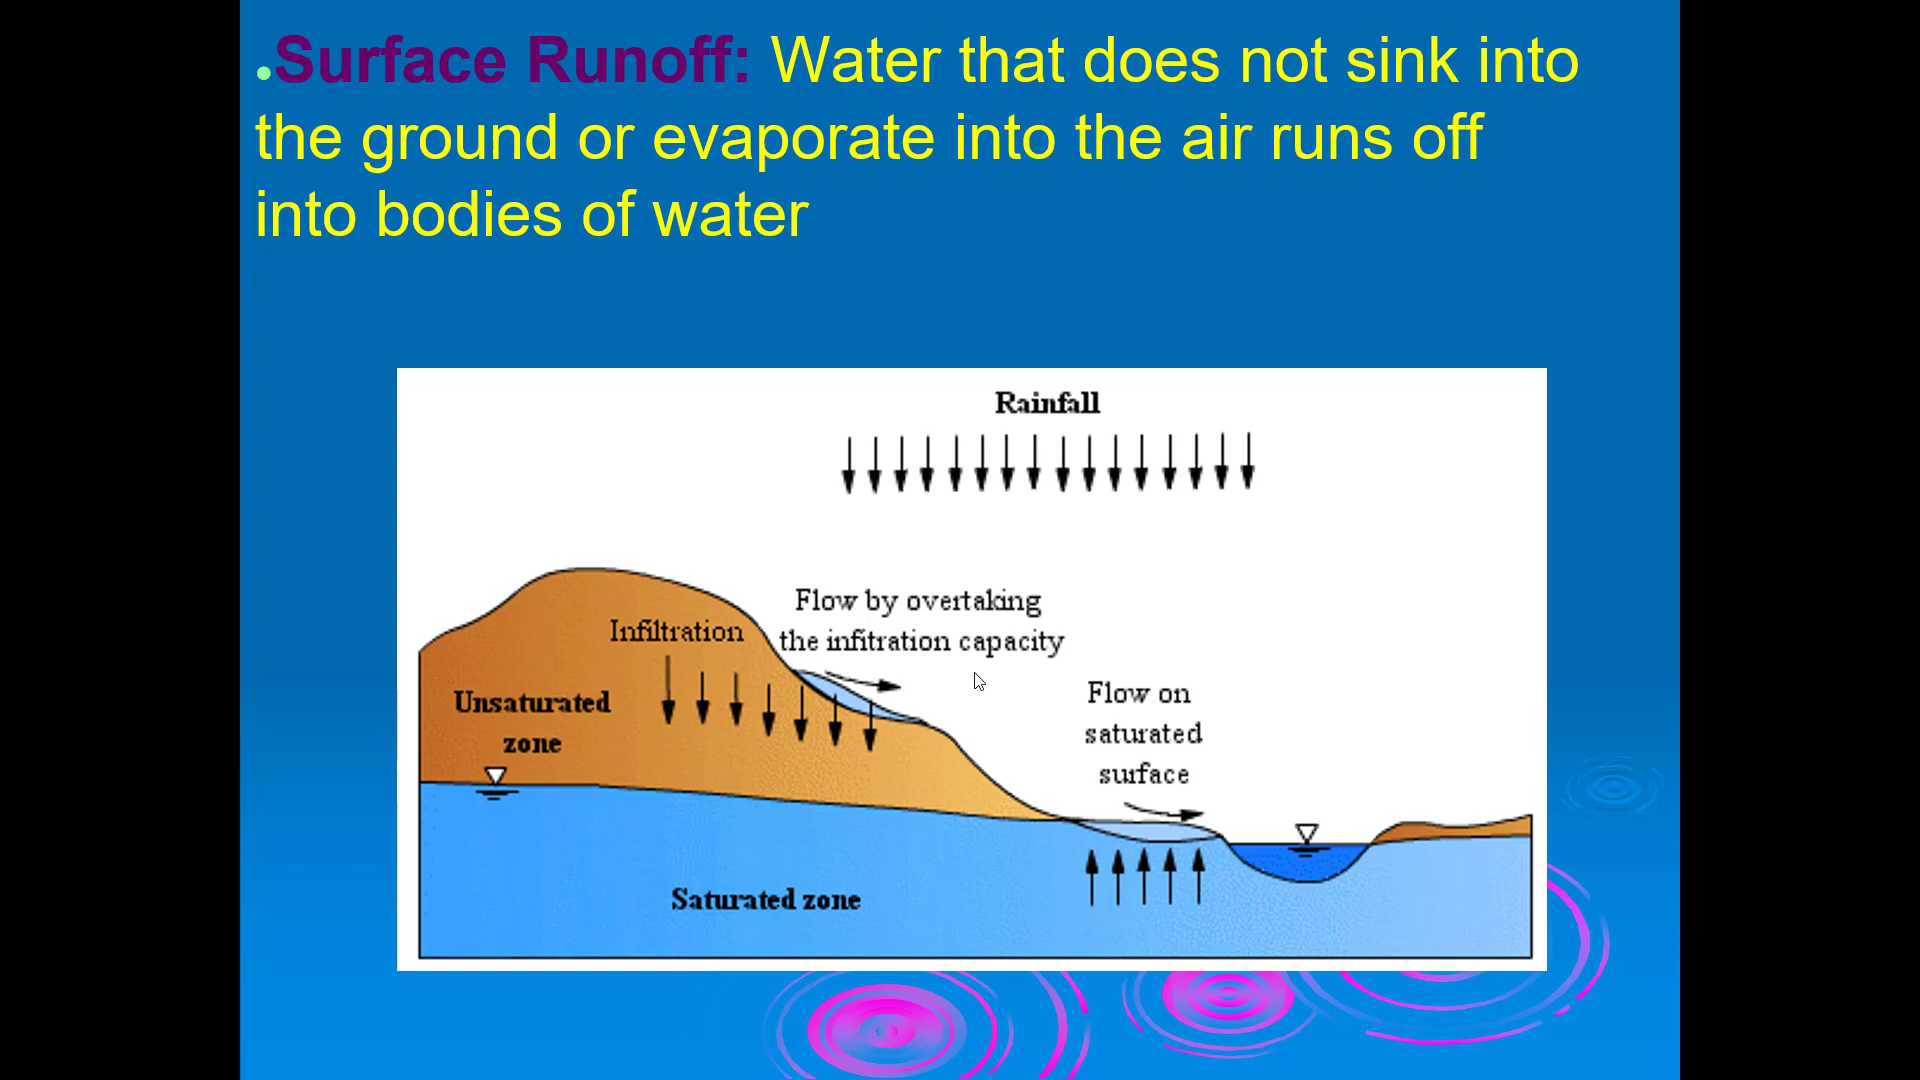 •Surface Runoff: Water that does not sink into
the ground or evaporate into the air runs off
into bodies of water
Rainfall
Flow by overtaking
the infitration capacity
Infiltration
Unsaturated
zone
Flow on
saturated
surface
Saturated zone